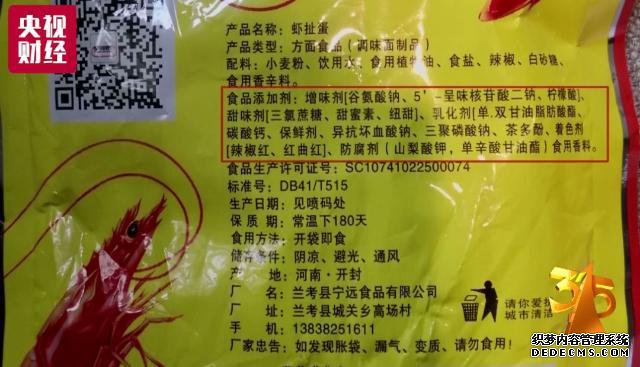 央视
财经
产品名称：虾扯蛋
产品类型：方面食品（调味面制品）
配料：小麦粉、饮用水、食用植物油、食盐、辣椒、白砂糖、
食用香辛料。
食品添加剂：增味剂[谷氨酸钠、5’-呈味核苷酸二钠、柠檬酸]
甜味剂[三氯蔗糖、甜蜜素、纽甜]、乳化剂[单.双甘油脂肪酸酯、
碳酸钙、保鲜剂、异抗坏血酸钠、三聚磷酸钠、茶多酚、着色剂
[辣椒红、红曲红]、防腐剂（山梨酸钾，单辛酸甘油酯）食用香料。
食品生产许可证号：SC10741022500074
标准号：DB41/T515
生产日期：见喷码处
保 质 期：常温下180天
食用方法：开袋即食
储存条件：阴凉、避光、通风
产 地：河南·开封
厂 名：兰考县宁远食品有限公司
厂 址：兰考县城关乡高场村
手 机：13838251611
厂家忠告：如发现胀袋、漏气、变质、请勿食用！
请你爱护
城市清洁
315
织梦内容管理系统
DEDECMS.COM